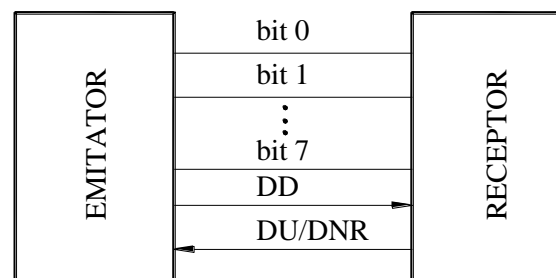 EMITATOR
bit 0
bit 1
bit 7
DD
DU/DNR
RECEPTOR